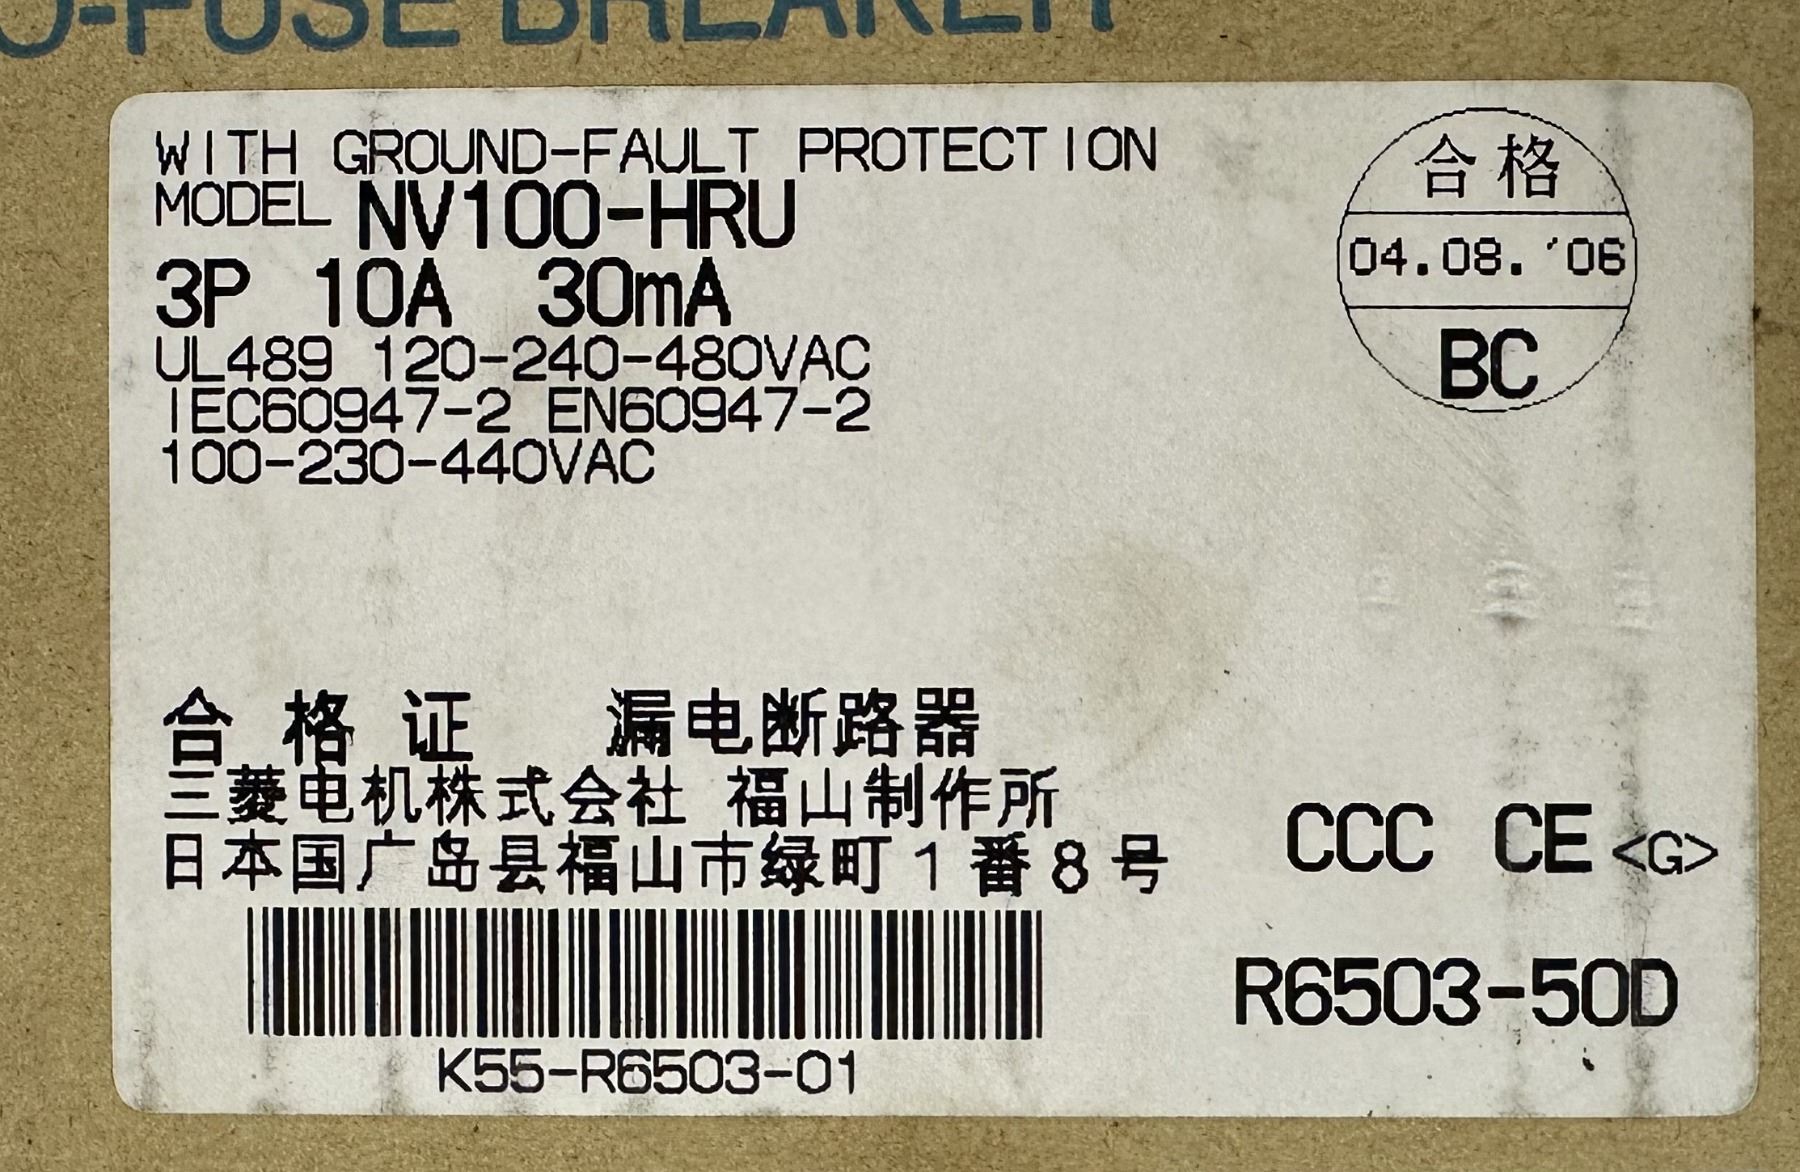 O-FUSE BREAKER
WITH GROUND-FAULT PROTECTION
MODEL NV100-HRU
3P 10A 30mA
UL489 120-240-480VAC
IEC60947-2 EN60947-2
100-230-440VAC
合格
04.08.'06
BC
合格证 漏电断路器
三菱电机株式会社 福山制作所
日本国广岛县福山市绿町1番8号
CCC CE <G>
R6503-50D
K55-R6503-01